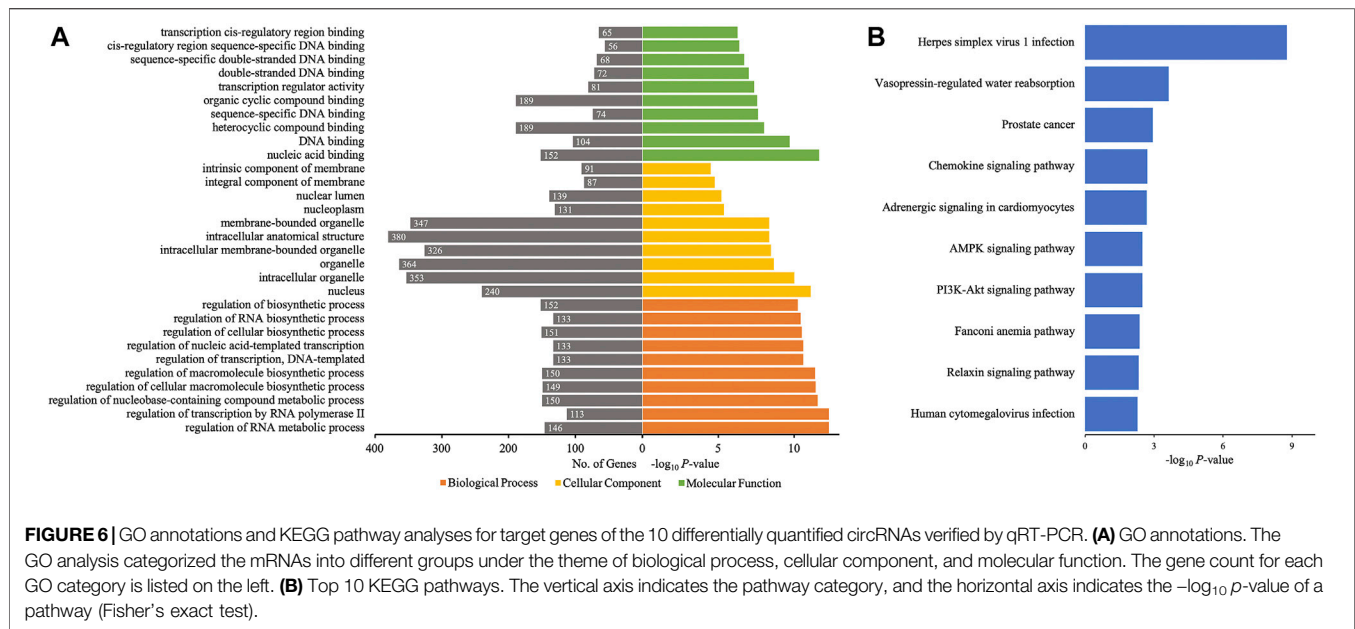 A
transcription cis-regulatory region binding 65
cis-regulatory region sequence-specific DNA binding 56
sequence-specific double-stranded DNA binding 68
double-stranded DNA binding 72
transcription regulator activity 81
organic cyclic compound binding 189
sequence-specific DNA binding 74
heterocyclic compound binding 189
DNA binding 104
nucleic acid binding 152
intrinsic component of membrane 91
integral component of membrane 87
nuclear lumen 139
nucleoplasm 131
membrane-bounded organelle 347
intracellular anatomical structure 380
intracellular membrane-bounded organelle 326
organelle 364
intracellular organelle 353
nucleus 240
regulation of biosynthetic process 152
regulation of RNA biosynthetic process 133
regulation of cellular biosynthetic process 151
regulation of nucleic acid-templated transcription 133
regulation of transcription, DNA-templated 133
regulation of macromolecule biosynthetic process 150
regulation of cellular macromolecule biosynthetic process 149
regulation of nucleobase-containing compound metabolic process 150
regulation of transcription by RNA polymerase II 113
regulation of RNA metabolic process 146
400 300 200 100 0 5 10
No. of Genes -log10 P-value
Biological Process Cellular Component Molecular Function
B
Herpes simplex virus 1 infection
Vasopressin-regulated water reabsorption
Prostate cancer
Chemokine signaling pathway
Adrenergic signaling in cardiomyocytes
AMPK signaling pathway
PI3K-Akt signaling pathway
Fanconi anemia pathway
Relaxin signaling pathway
Human cytomegalovirus infection
0 3 6 9
-log10 P-value
FIGURE 6 | GO annotations and KEGG pathway analyses for target genes of the 10 differentially quantified circRNAs verified by qRT-PCR. (A) GO annotations. The
GO analysis categorized the mRNAs into different groups under the theme of biological process, cellular component, and molecular function. The gene count for each
GO category is listed on the left. (B) Top 10 KEGG pathways. The vertical axis indicates the pathway category, and the horizontal axis indicates the −log10 p-value of a
pathway (Fisher's exact test).